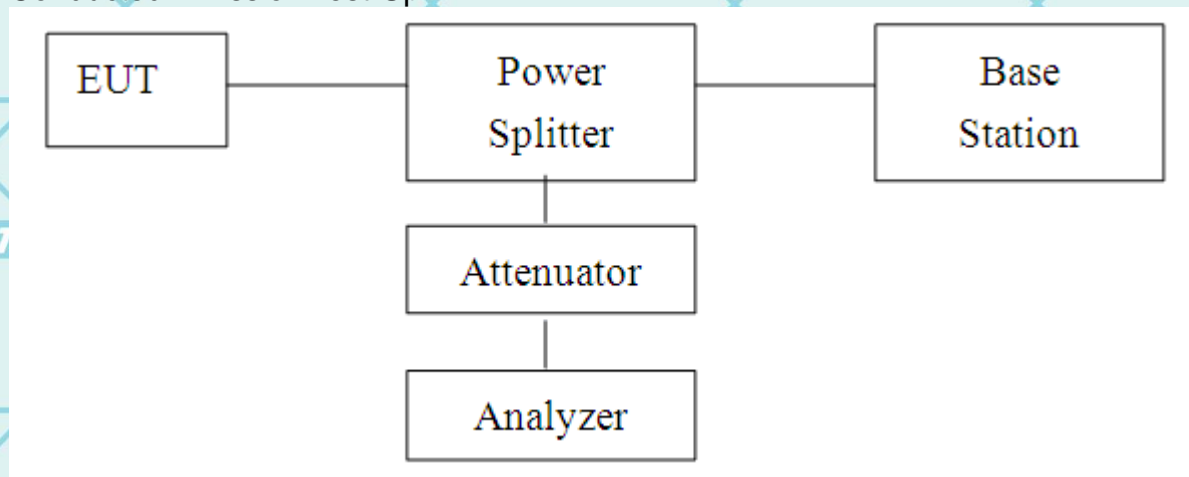 EUT
Power
Splitter
Base
Station
Attenuator
Analyzer